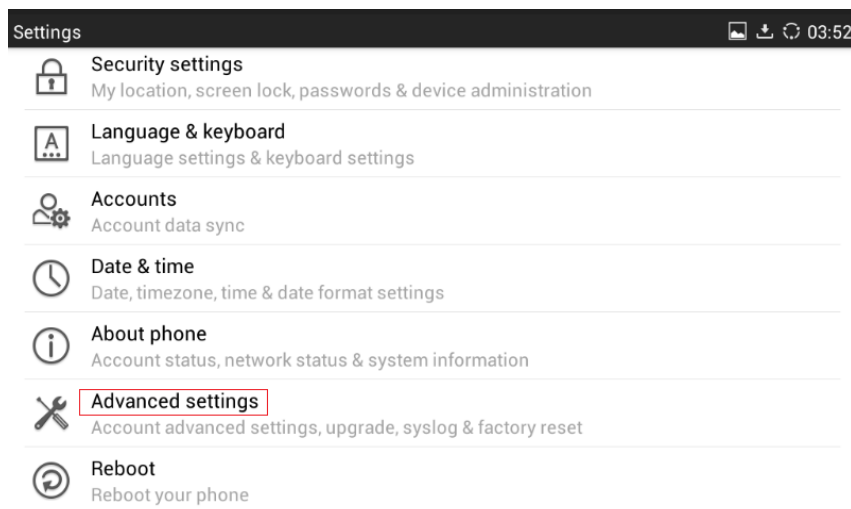 Settings
03:52
Security settings
My location, screen lock, passwords & device administration
A
Language & keyboard
Language settings & keyboard settings
Accounts
Account data sync
Date & time
Date, timezone, time & date format settings
About phone
Account status, network status & system information
Advanced settings
Account advanced settings, upgrade, syslog & factory reset
Reboot
Reboot your phone